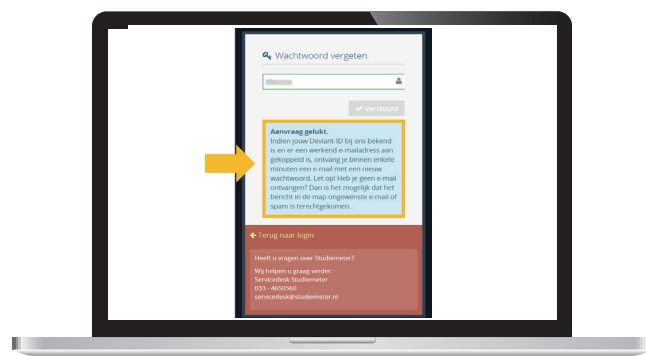 Wachtwoord vergeten
Verstuurd
Aanvraag gelukt.
Indien jouw Deviant-ID bij ons bekend
is en er een werkend e-mailadres aan
gekoppeld is, ontvang je binnen enkele
minuten een e-mail met een nieuw
wachtwoord. Let op! Heb je geen e-mail
ontvangen? Dan is het mogelijk dat het
bericht in de map ongewenste e-mail of
spam is terechtgekomen.
Terug naar login
Heeft u vragen over Studiemeter?
Wij helpen u graag verder:
Servicedesk Studiemeter
033 - 4650560
servicedesk@studiemeter.nl